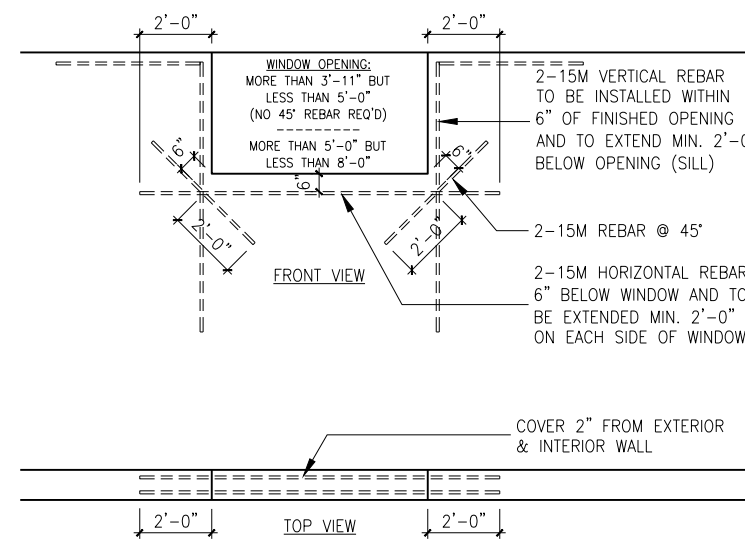 2'-0"
2'-0"
WINDOW OPENING:
MORE THAN 3'-11" BUT
LESS THAN 5'-0"
(NO 45° REBAR REQ'D)
MORE THAN 5'-0" BUT
LESS THAN 8'-0"
2-15M VERTICAL REBAR
TO BE INSTALLED WITHIN
6" OF FINISHED OPENING
AND TO EXTEND MIN. 2'-0
BELOW OPENING (SILL)
6"
6"
6"
2'-0"
2'-0"
2-15M REBAR @ 45°
FRONT VIEW
2-15M HORIZONTAL REBAR
6" BELOW WINDOW AND TO
BE EXTENDED MIN. 2'-0"
ON EACH SIDE OF WINDOW
COVER 2" FROM EXTERIOR
& INTERIOR WALL
2'-0"
TOP VIEW
2'-0"